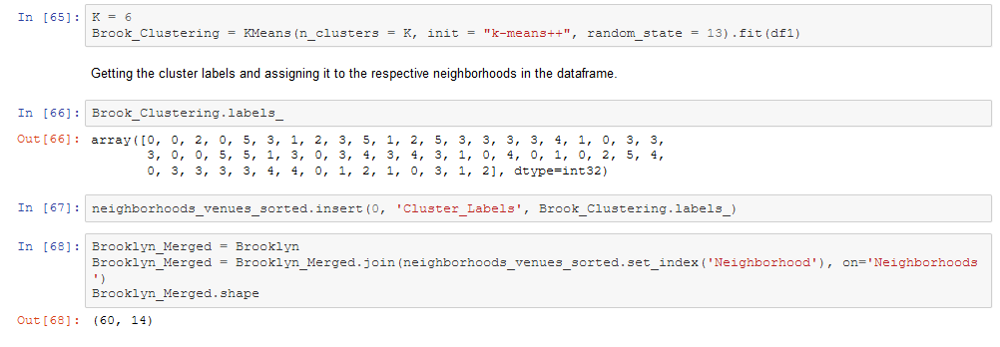 In [65]: K = 6
Brook_Clustering = KMeans(n_clusters = K, init = "k-means++", random_state = 13).fit(df1)
Getting the cluster labels and assigning it to the respective neighborhoods in the dataframe.
In [66]: Brook_Clustering.labels_
Out[66]: array([0, 0, 2, 0, 5, 3, 1, 2, 3, 5, 1, 2, 5, 3, 3, 3, 3, 4, 1, 0, 3, 3,
3, 0, 0, 5, 5, 1, 3, 0, 3, 4, 3, 4, 3, 1, 0, 4, 0, 1, 0, 2, 5, 4,
0, 3, 3, 3, 3, 4, 4, 0, 1, 2, 1, 0, 3, 1, 2], dtype=int32)
In [67]: neighborhoods_venues_sorted.insert(0, 'Cluster_Labels', Brook_Clustering.labels_)
In [68]: Brooklyn_Merged = Brooklyn
Brooklyn_Merged = Brooklyn_Merged.join(neighborhoods_venues_sorted.set_index('Neighborhood'), on='Neighborhoods
')
Brooklyn_Merged.shape
Out[68]: (60, 14)